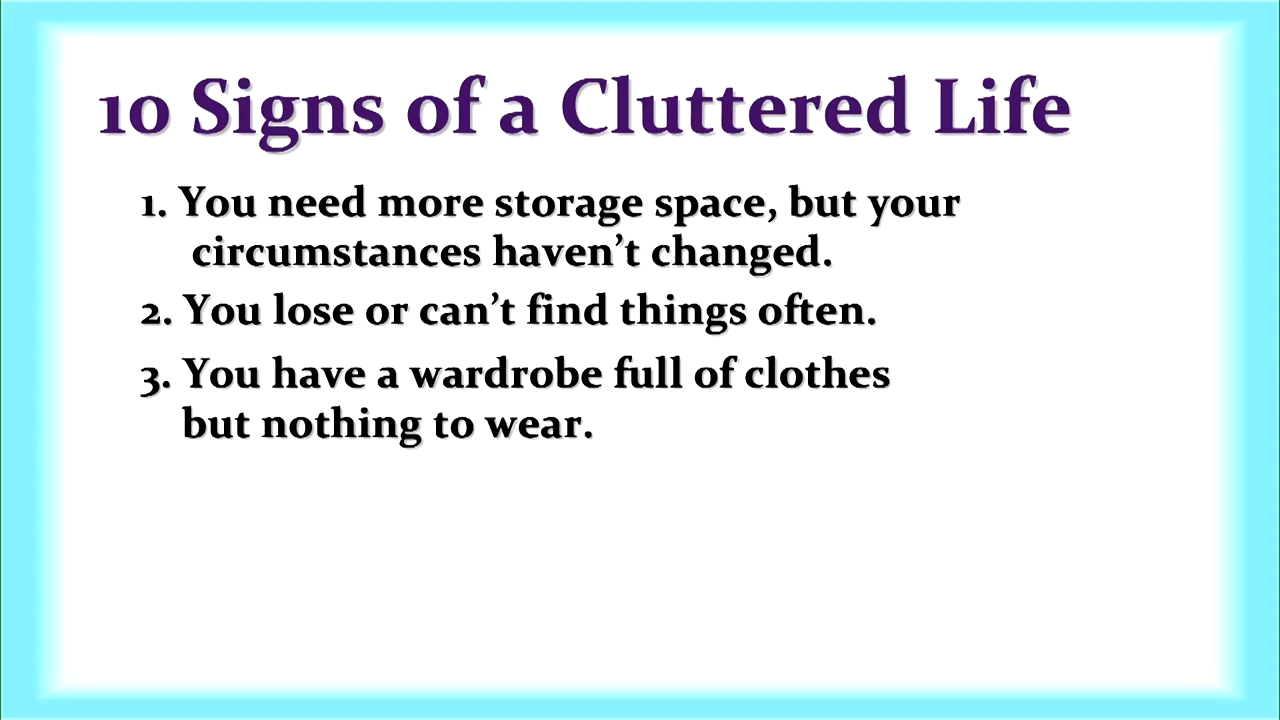 10 Signs of a Cluttered Life
1. You need more storage space, but your
circumstances haven’t changed.
2. You lose or can’t find things often.
3. You have a wardrobe full of clothes
but nothing to wear.